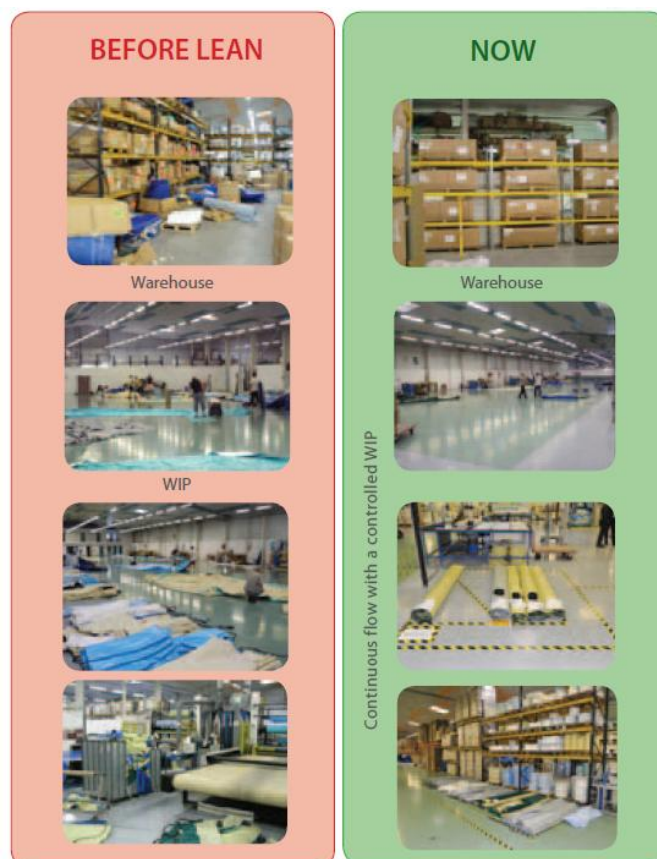 BEFORE LEAN
Warehouse
WIP
NOW
Warehouse
Continuous flow with a controlled WIP